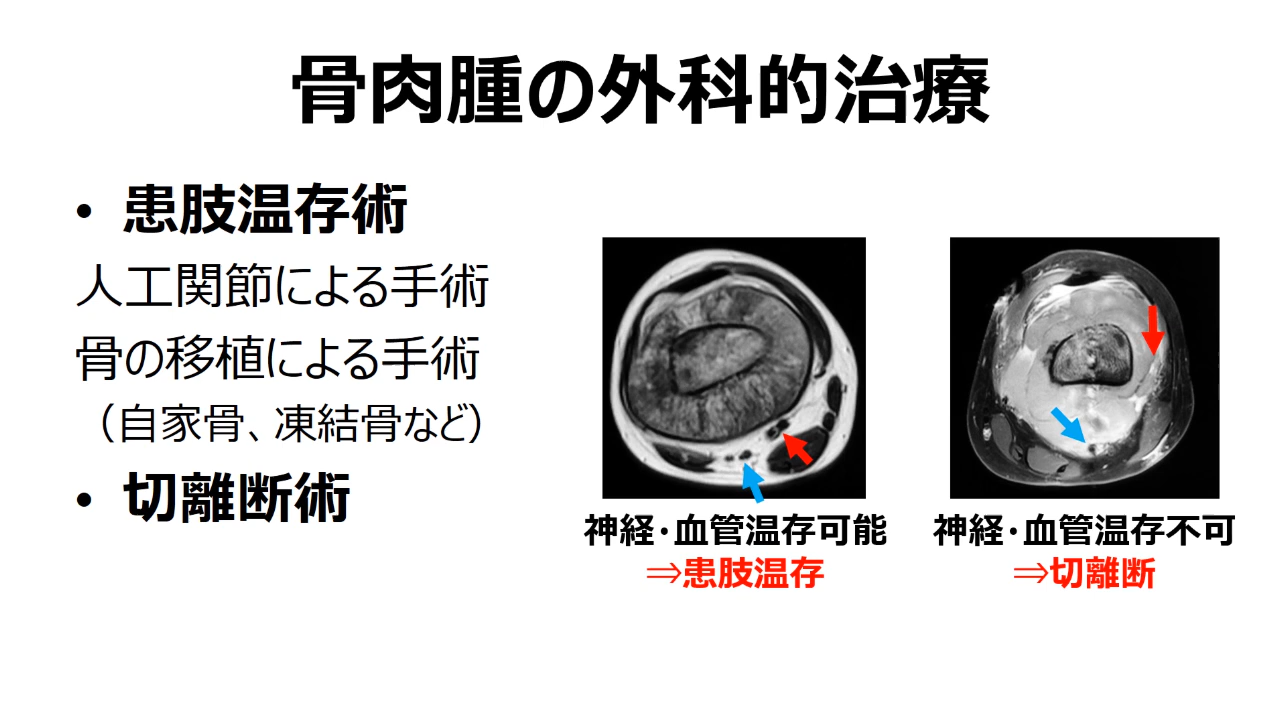 骨肉腫の外科的治療
• 患肢温存術
人工関節による手術
骨の移植による手術
（自家骨、凍結骨など）
• 切離断術
神経・血管温存可能
⇒患肢温存
神経・血管温存不可
⇒切離断